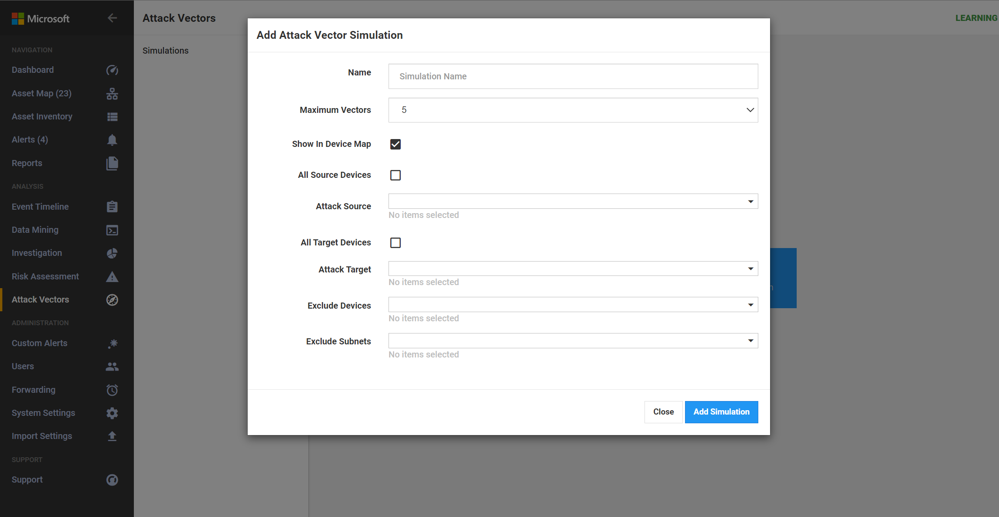 Microsoft
NAVIGATION
Dashboard
Asset Map (23)
Asset Inventory
Alerts (4)
Reports
ANALYSIS
Event Timeline
Data Mining
Investigation
Risk Assessment
Attack Vectors
ADMINISTRATION
Custom Alerts
Users
Forwarding
System Settings
Import Settings
SUPPORT
Support
Attack Vectors
LEARNING
Simulations
Add Attack Vector Simulation
Name
Simulation Name
Maximum Vectors
5
Show In Device Map
All Source Devices
Attack Source
No items selected
All Target Devices
Attack Target
No items selected
Exclude Devices
No items selected
Exclude Subnets
No items selected
Close
Add Simulation